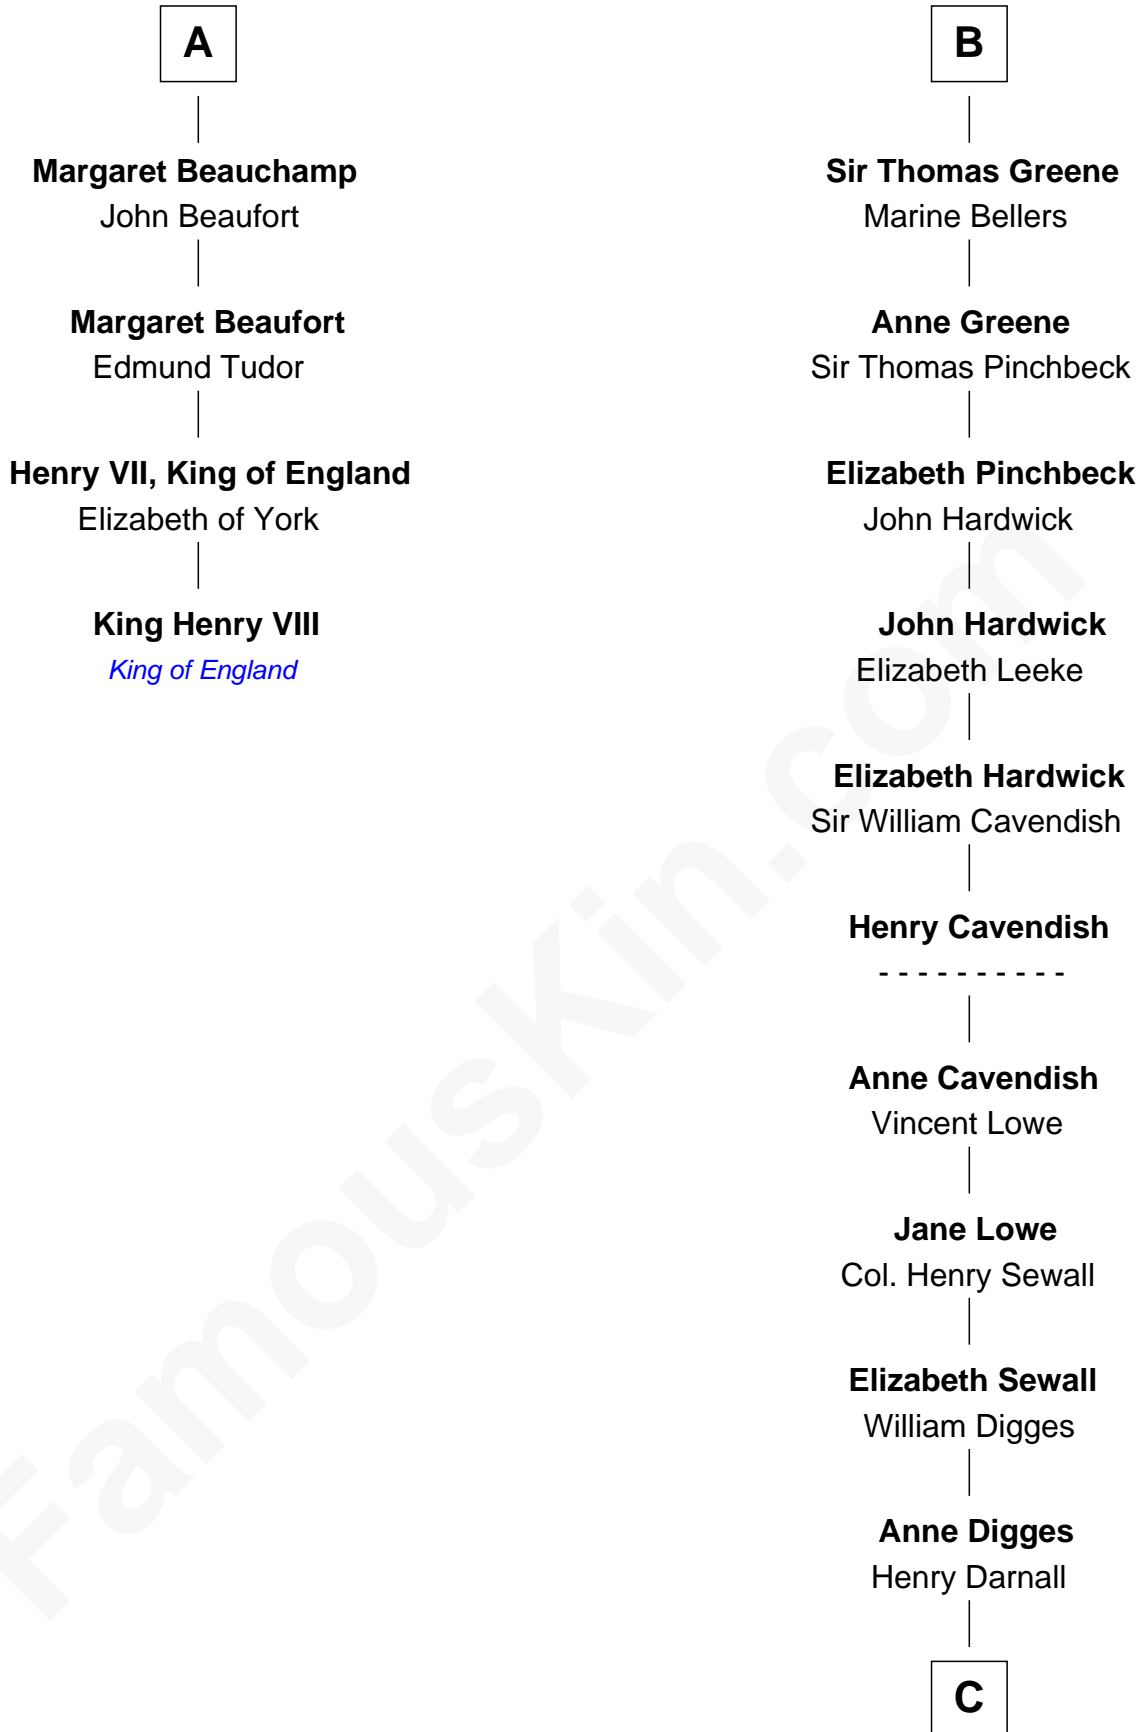 A
Margaret Beauchamp
John Beaufort
Margaret Beaufort
Edmund Tudor
Henry VII, King of England
Elizabeth of York
King Henry VIII
King of England
B
Sir Thomas Greene
Marine Bellers
Anne Greene
Sir Thomas Pinchbeck
Elizabeth Pinchbeck
John Hardwick
John Hardwick
Elizabeth Leeke
Elizabeth Hardwick
Sir William Cavendish
Henry Cavendish
- - - - - - - - - -
Anne Cavendish
Vincent Lowe
Jane Lowe
Col. Henry Sewall
Elizabeth Sewall
William Digges
Anne Digges
Henry Darnall
C
FamousKin.com